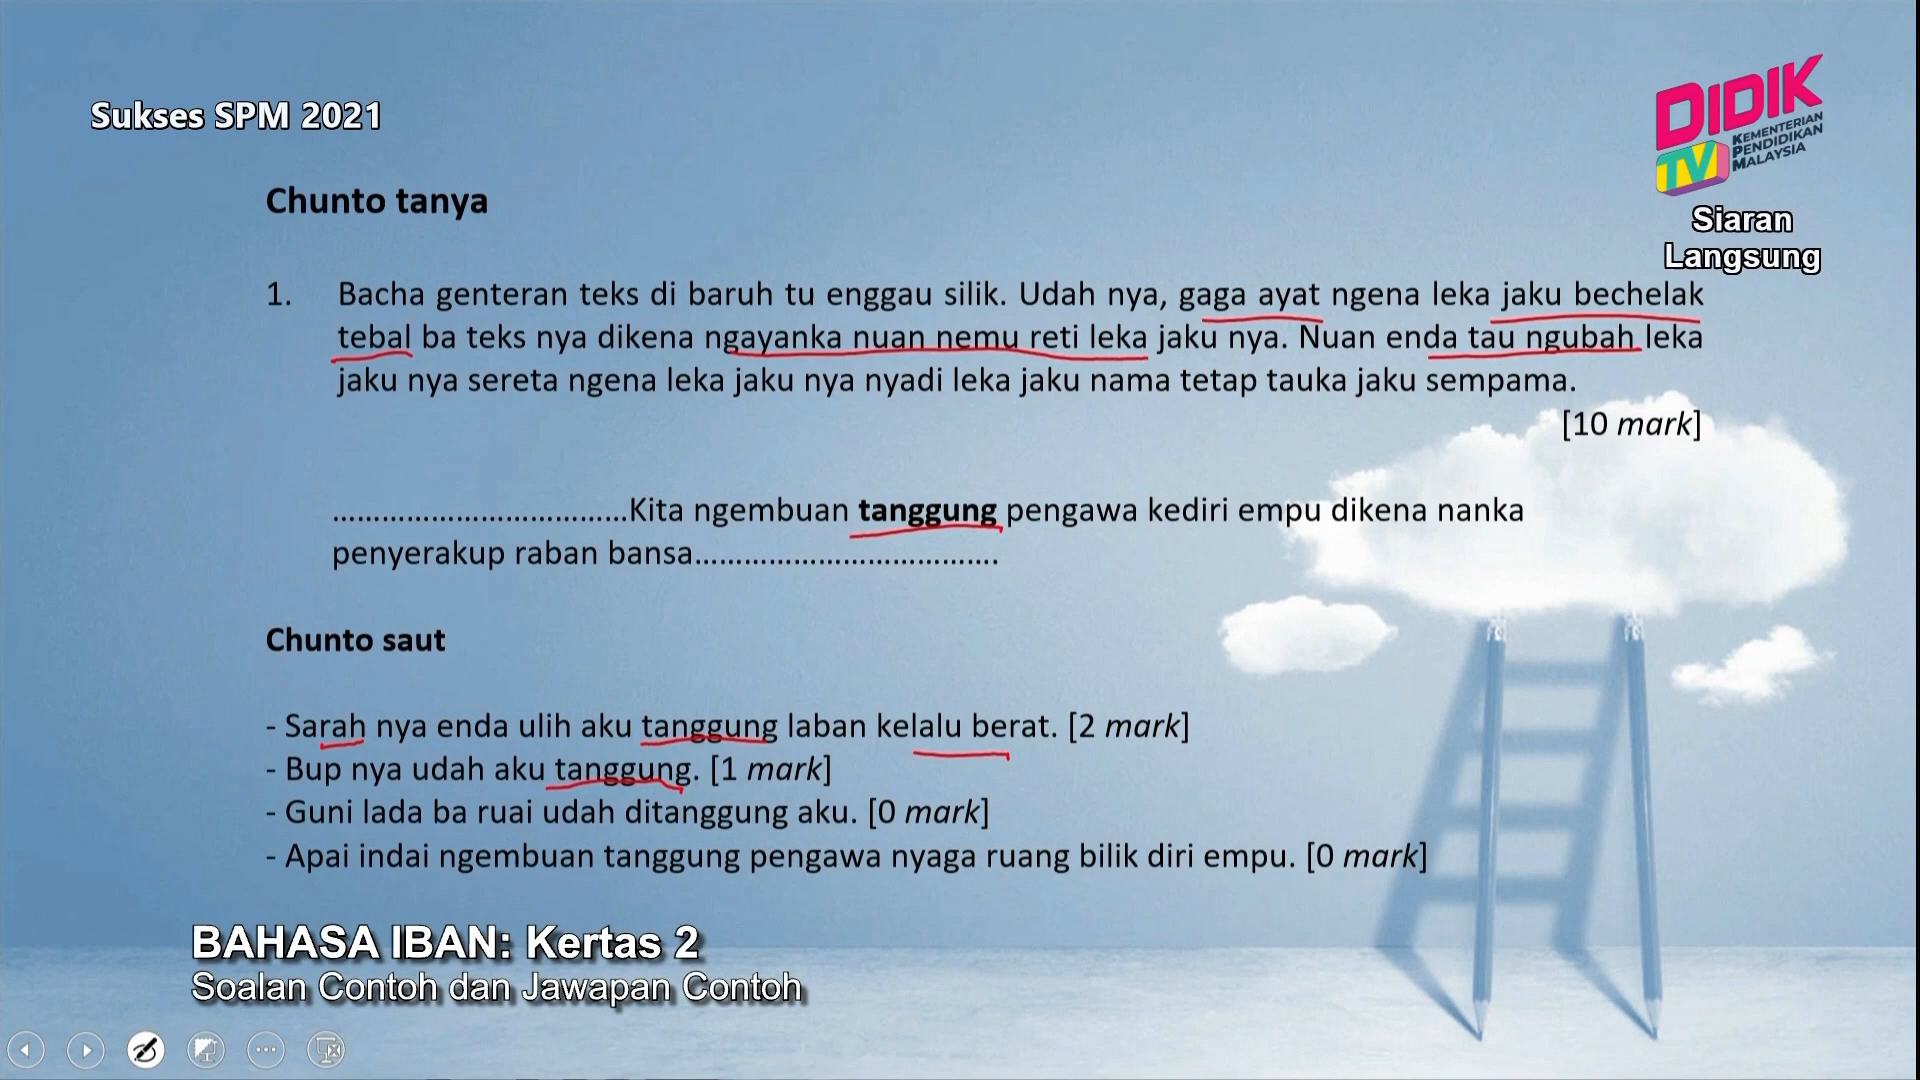 Sukses SPM 2021
DIDIK
TV
KEMENTERIAN
PENDIDIKAN
MALAYSIA
Siaran
Langsung
Chunto tanya
1. Bacha genteran teks di baruh tu enggau silik. Udah nya, gaga ayat ngena leka jaku bechelak
tebal ba teks nya dikena ngayanka nuan nemu reti leka jaku nya. Nuan enda tau ngubah leka
jaku nya sereta ngena leka jaku nya nyadi leka jaku nama tetap tauka jaku sempama.
[10 mark]
....................................Kita ngembuan tanggung pengawa kediri empu dikena nanka
penyerakup raban bansa.....................................
Chunto saut
- Sarah nya enda ulih aku tanggung laban kelalu berat. [2 mark]
- Bup nya udah aku tanggung. [1 mark]
- Guni lada ba ruai udah ditanggung aku. [0 mark]
- Apai indai ngembuan tanggung pengawa nyaga ruang bilik diri empu. [0 mark]
BAHASA IBAN: Kertas 2
Soalan Contoh dan Jawapan Contoh